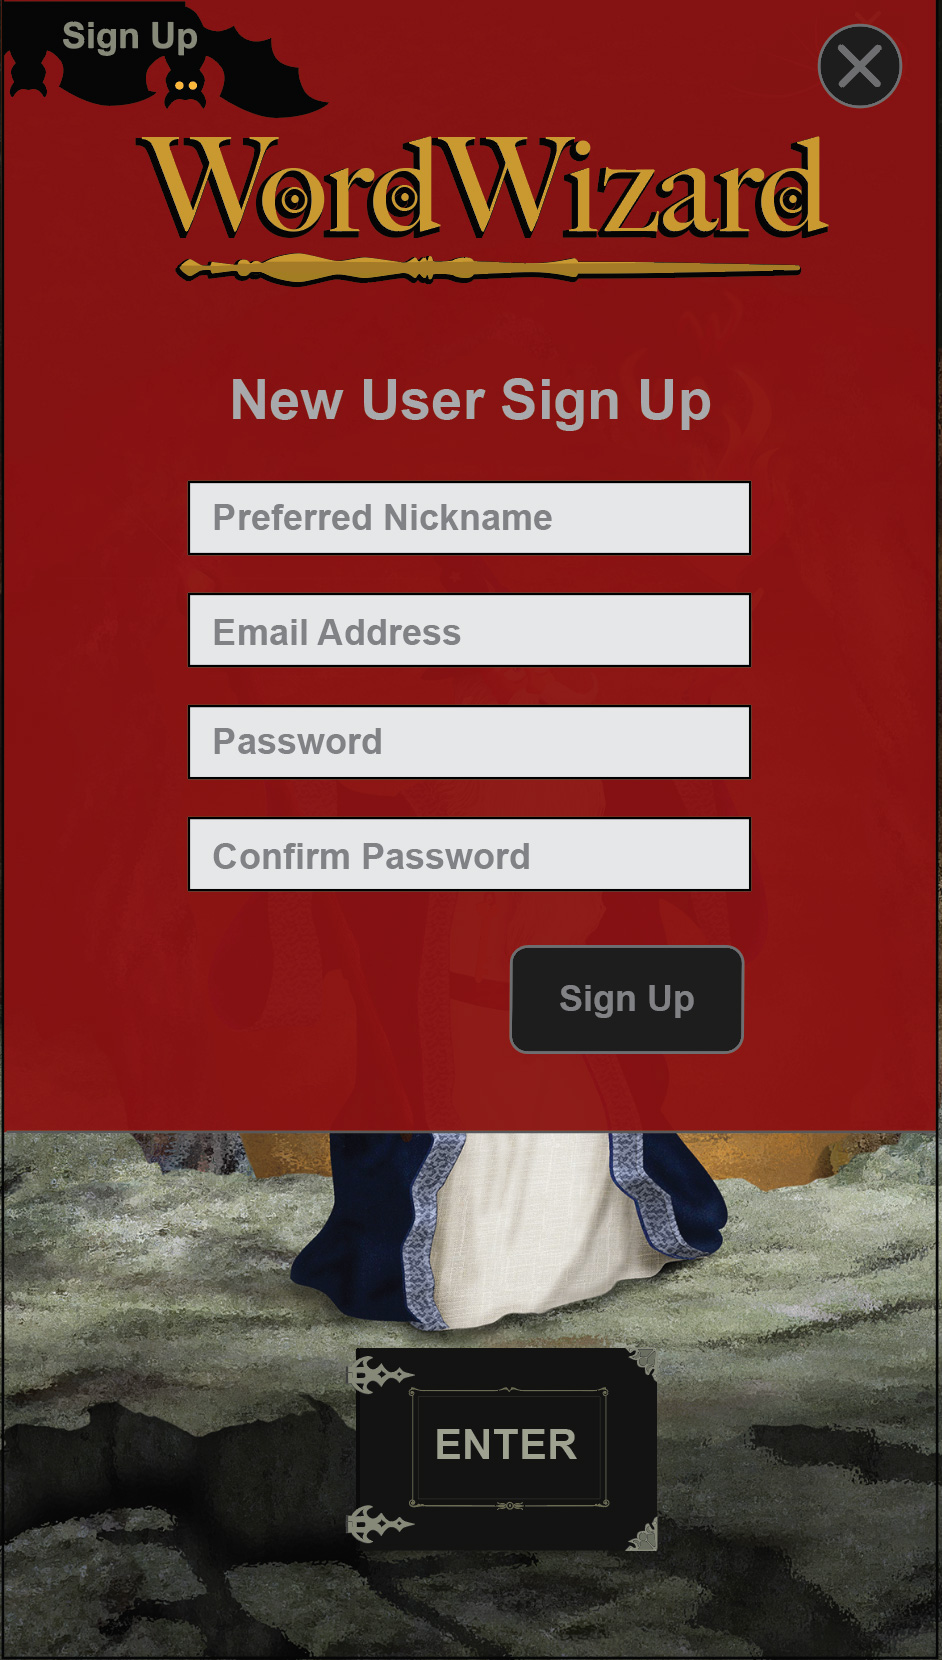 Sign Up
WordWizard
New User Sign Up
Preferred Nickname
Email Address
Password
Confirm Password
Sign Up
ENTER